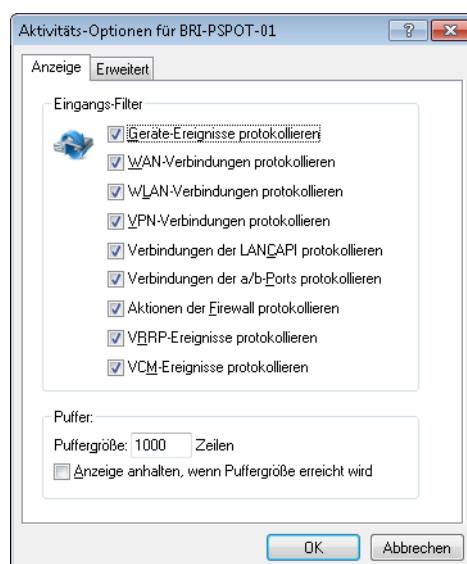 Aktivitäts-Optionen für BRI-PSPOT-01
Anzeige
Erweitert
Eingangs-Filter
Geräte-Ereignisse protokollieren
WAN-Verbindungen protokollieren
WLAN-Verbindungen protokollieren
VPN-Verbindungen protokollieren
Verbindungen der LANCAPI protokollieren
Verbindungen der a/b-Ports protokollieren
Aktionen der Firewall protokollieren
VRRP-Ereignisse protokollieren
VCM-Ereignisse protokollieren
Puffer:
Puffergröße: 1000 Zeilen
Anzeige anhalten, wenn Puffergröße erreicht wird
OK
Abbrechen